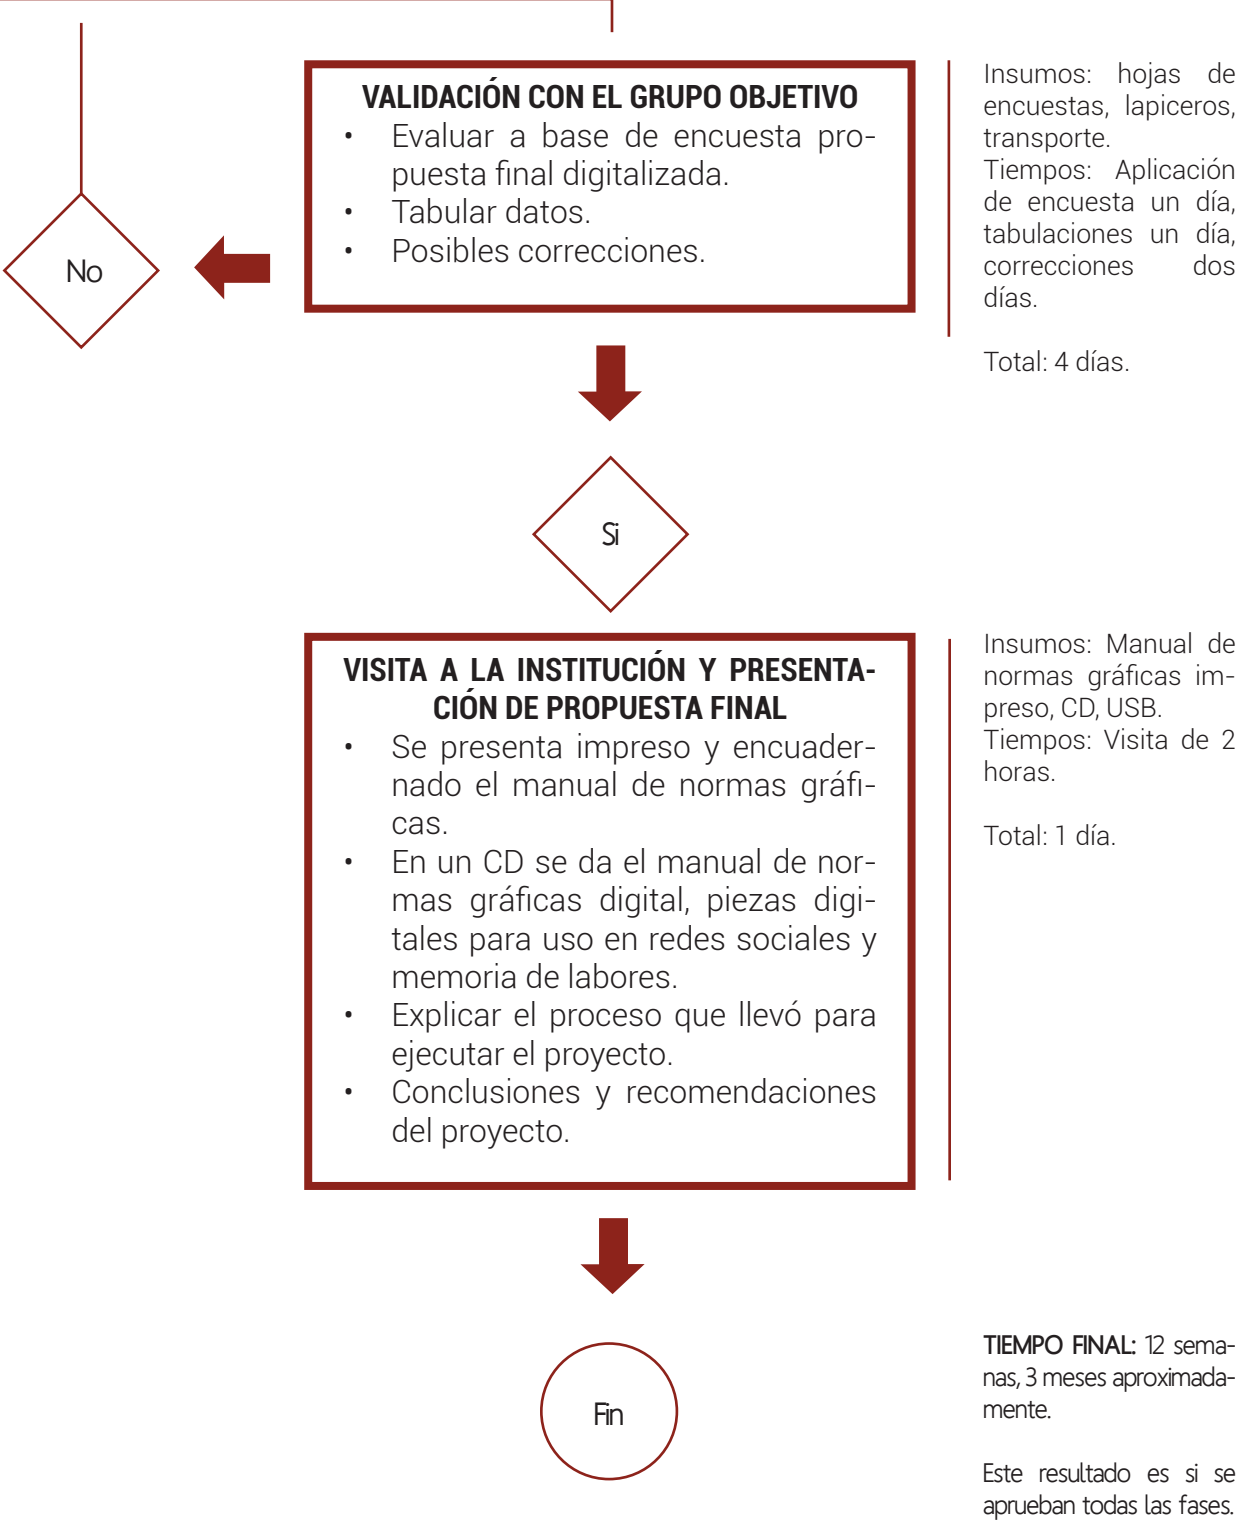 VALIDACIÓN CON EL GRUPO OBJETIVO
• Evaluar a base de encuesta pro-
puesta final digitalizada.
• Tabular datos.
• Posibles correcciones.
Insumos: hojas de
encuestas, lapiceros,
transporte.
Tiempos: Aplicación
de encuesta un día,
tabulaciones un día,
correcciones dos
días.
Total: 4 días.
No
Si
VISITA A LA INSTITUCIÓN Y PRESENTA-
CIÓN DE PROPUESTA FINAL
• Se presenta impreso y encuader-
nado el manual de normas gráfi-
cas.
• En un CD se da el manual de nor-
mas gráficas digital, piezas digi-
tales para uso en redes sociales y
memoria de labores.
• Explicar el proceso que llevó para
ejecutar el proyecto.
• Conclusiones y recomendaciones
del proyecto.
Insumos: Manual de
normas gráficas im-
preso, CD, USB.
Tiempos: Visita de 2
horas.
Total: 1 día.
Fin
TIEMPO FINAL: 12 sema-
nas, 3 meses aproximada-
mente.
Este resultado es si se
aprueban todas las fases.